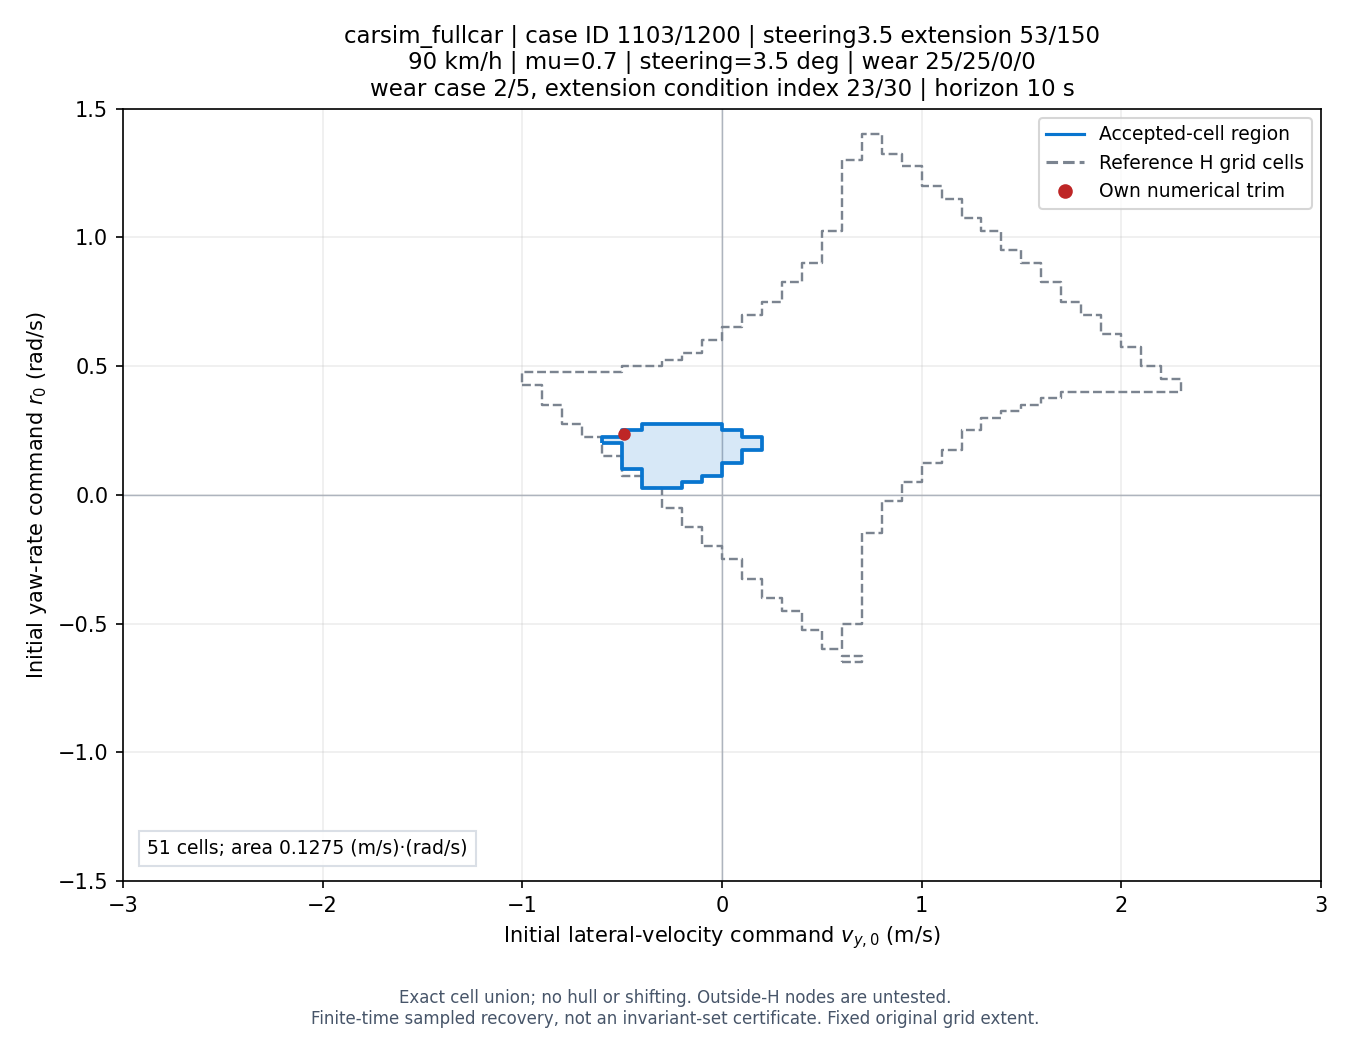 carsim_fullcar | case ID 1103/1200 | steering3.5 extension 53/150
90 km/h | mu=0.7 | steering=3.5 deg | wear 25/25/0/0
wear case 2/5, extension condition index 23/30 | horizon 10 s
Accepted-cell region
Reference H grid cells
Own numerical trim
1.5
1.0
0.5
0.0
−0.5
−1.0
−1.5
Initial yaw-rate command r₀ (rad/s)
51 cells; area 0.1275 (m/s)·(rad/s)
−3
−2
−1
0
1
2
3
Initial lateral-velocity command v_{y,0} (m/s)
Exact cell union; no hull or shifting. Outside-H nodes are untested.
Finite-time sampled recovery, not an invariant-set certificate. Fixed original grid extent.